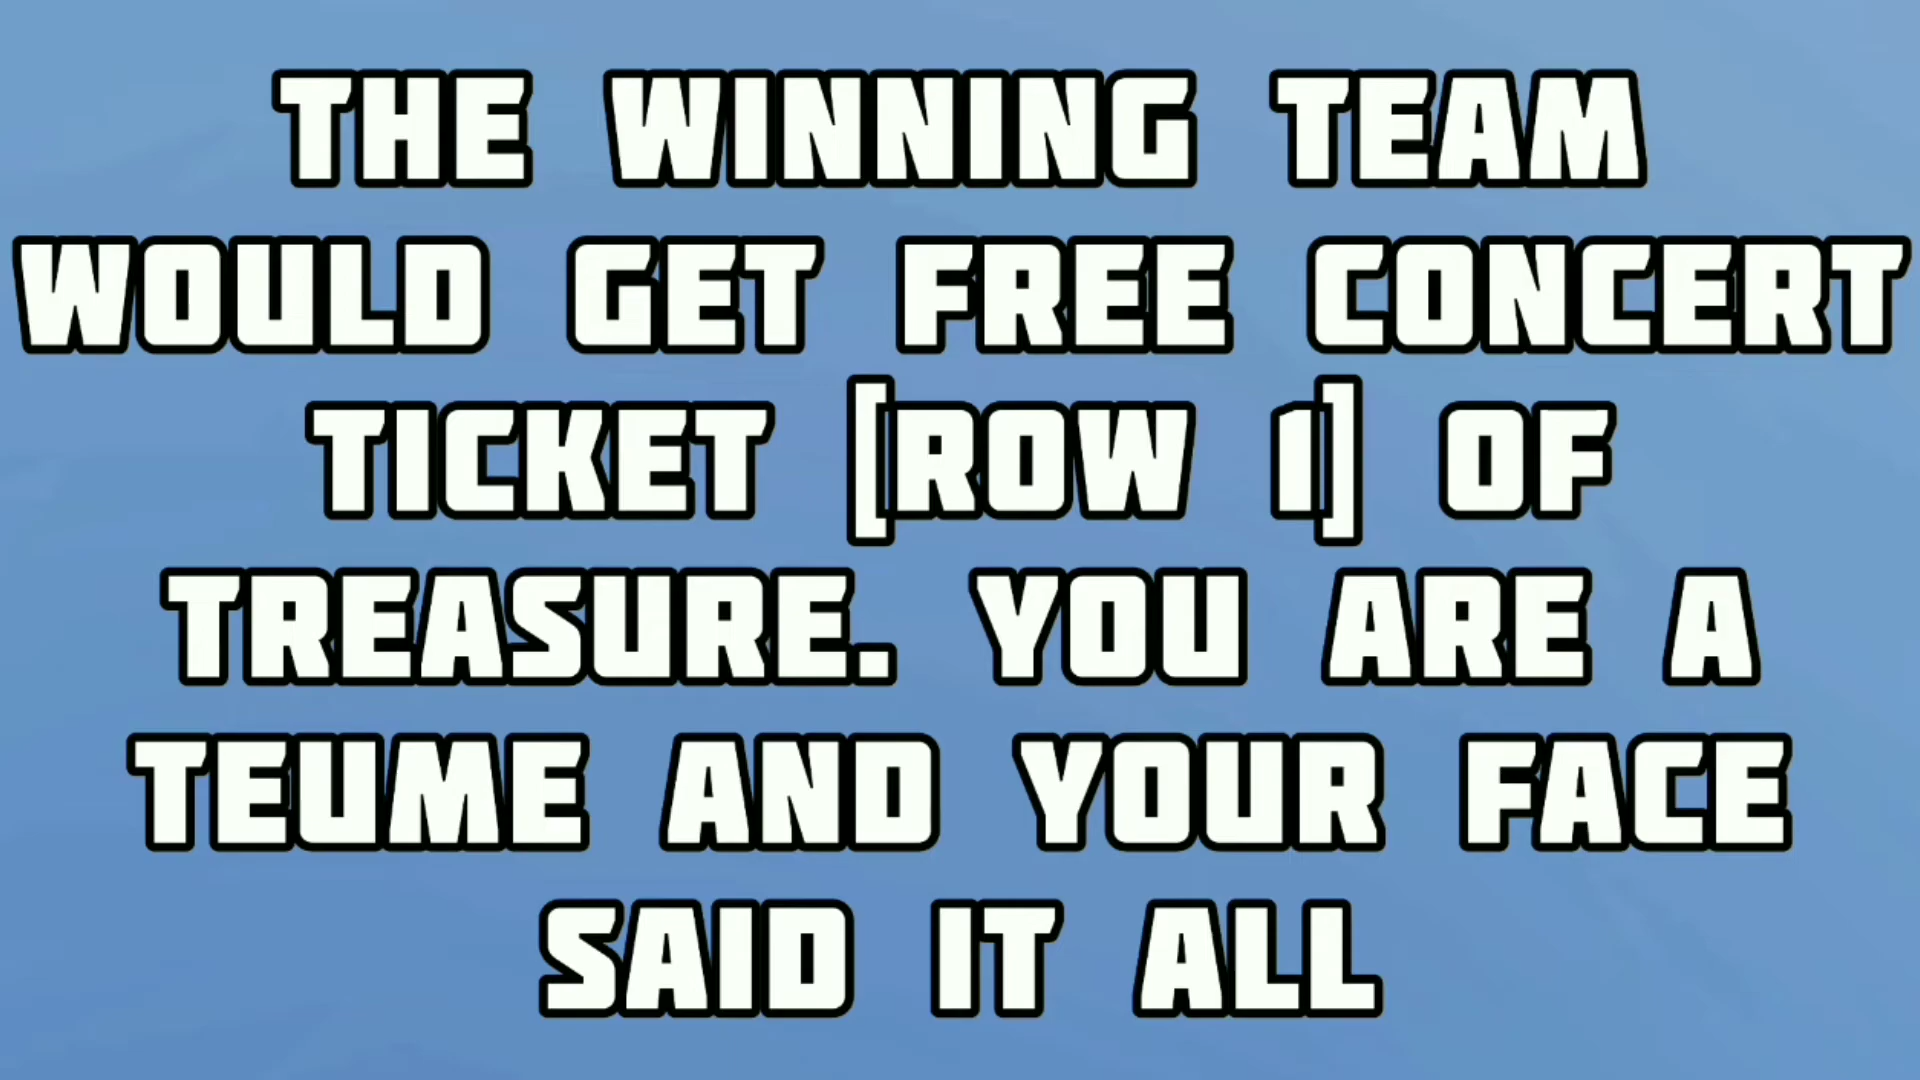 THE WINNING TEAM
WOULD GET FREE CONCERT
TICKET [ROW 1] OF
TREASURE. YOU ARE A
TEUME AND YOUR FACE
SAID IT ALL